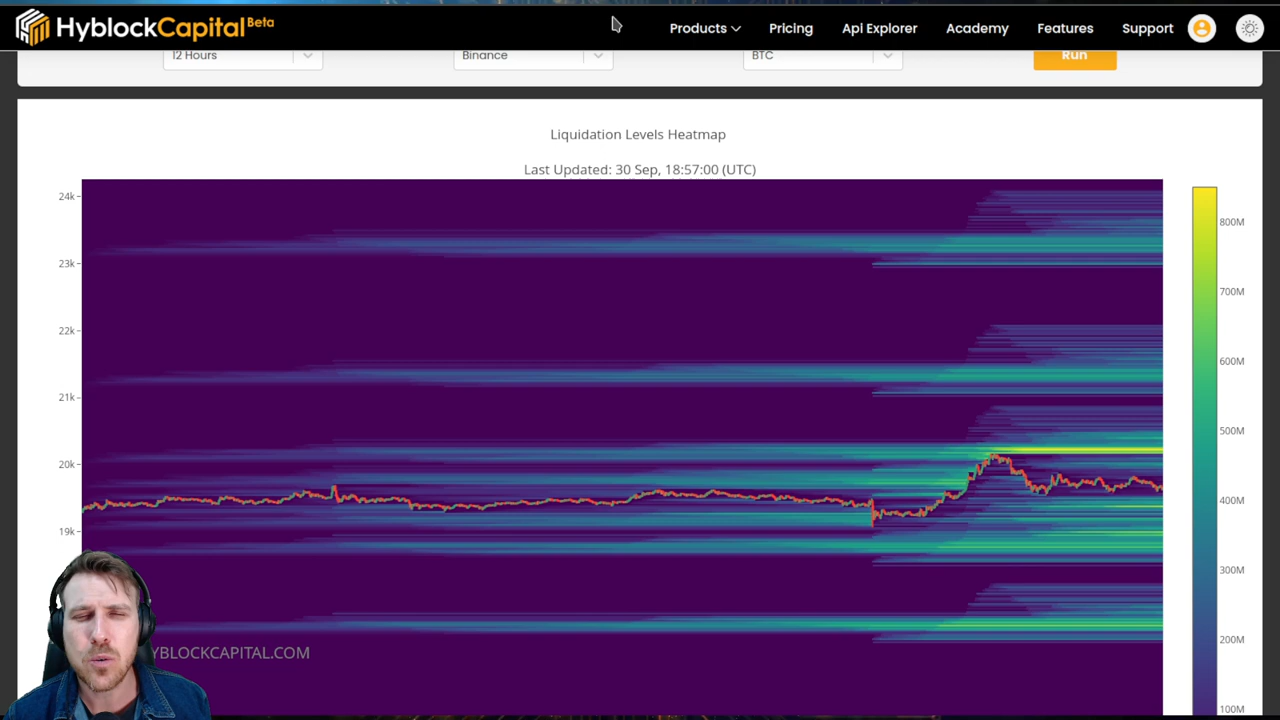 HyblockCapital Beta
Products Pricing Api Explorer Academy Features Support
12 Hours Binance BTC Run
Liquidation Levels Heatmap
Last Updated: 30 Sep, 18:57:00 (UTC)
24k
23k
22k
21k
20k
19k
800M
700M
600M
500M
400M
300M
200M
100M
YBLOCKCAPITAL.COM